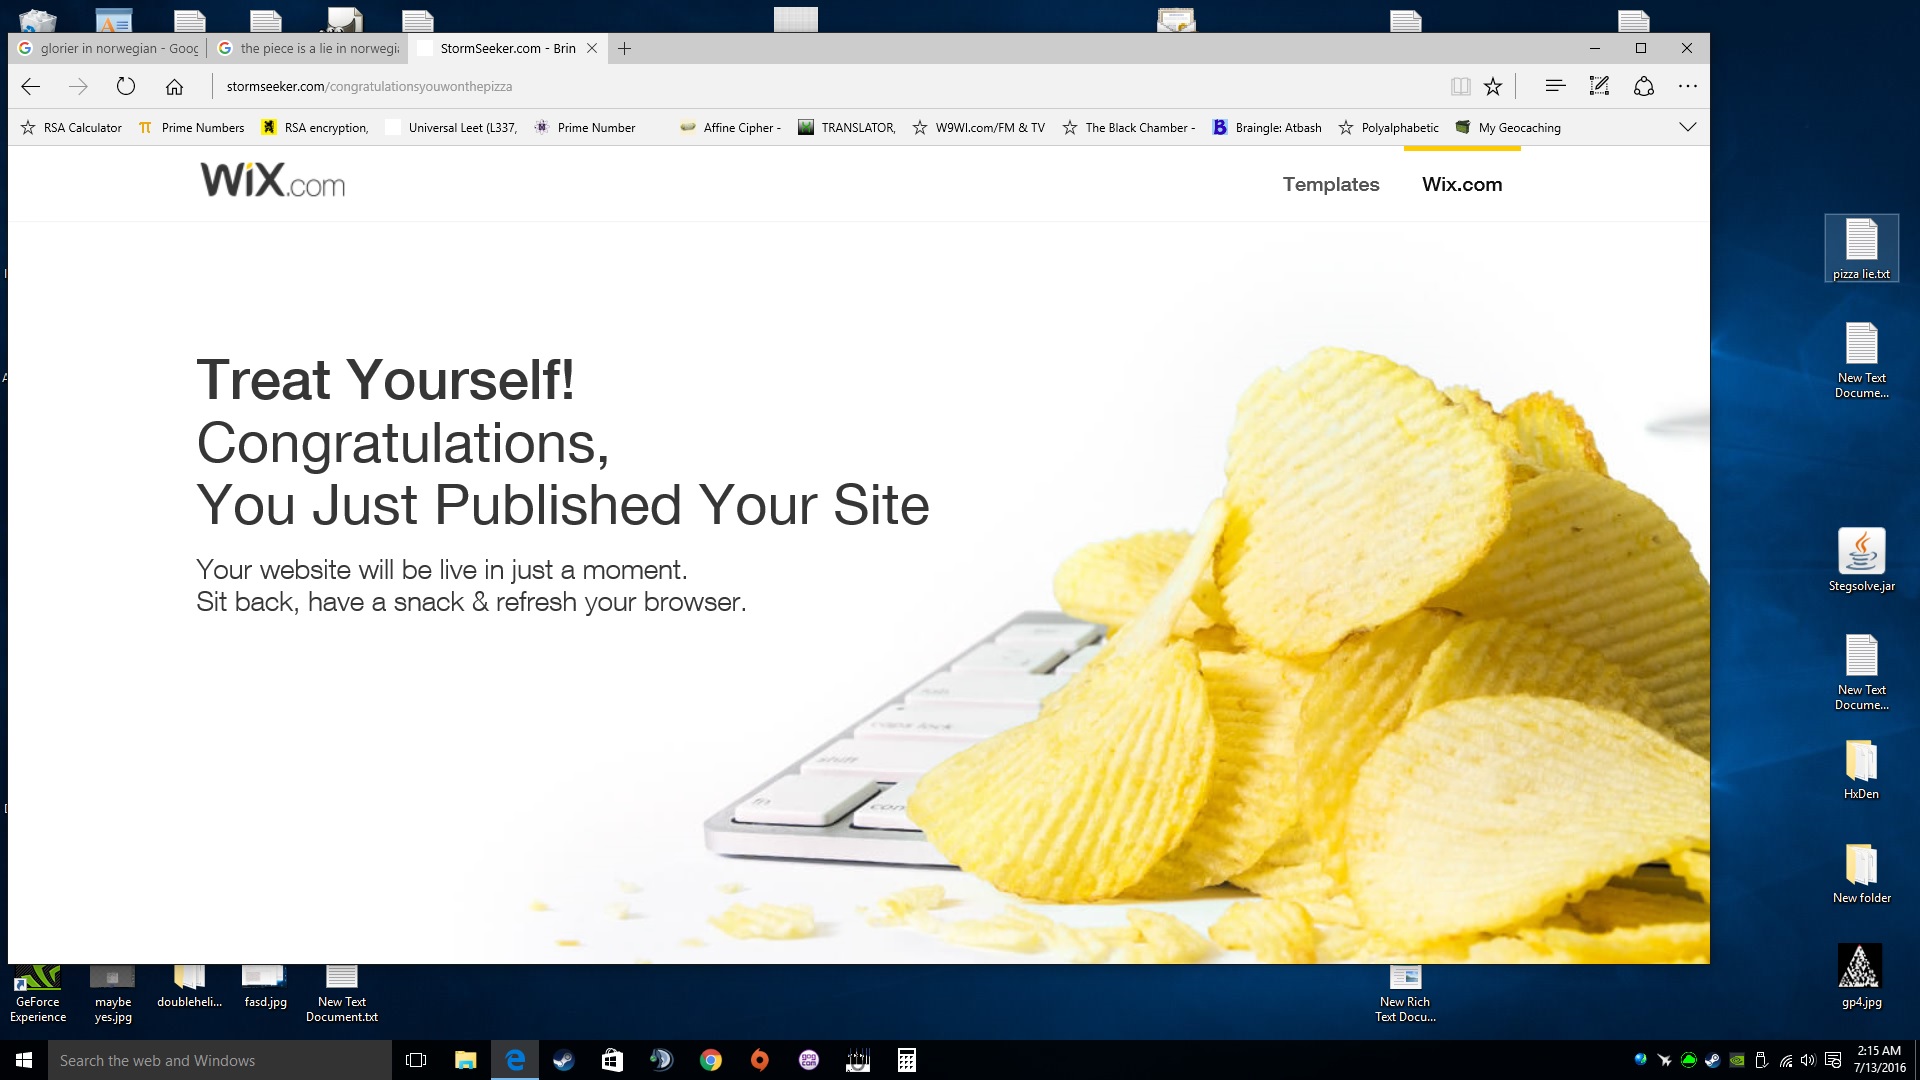 glorier in norwegian - Goog
the piece is a lie in norwegia
StormSeeker.com - Brin
stormseeker.com/congratulationsyouwonthepizza
RSA Calculator
Prime Numbers
RSA encryption,
Universal Leet (L337,
Prime Number
Affine Cipher -
TRANSLATOR,
W9WI.com/FM & TV
The Black Chamber -
Braingle: Atbash
Polyalphabetic
My Geocaching
WiX.com
Templates
Wix.com
Treat Yourself!
Congratulations,
You Just Published Your Site
Your website will be live in just a moment.
Sit back, have a snack & refresh your browser.
caps lock
shift
fn
pizza lie.txt
New Text
Docume...
Stegsolve.jar
New Text
Docume...
HxDen
New folder
gp4.jpg
GeForce
Experience
maybe
yes.jpg
doubleheli...
fasd.jpg
New Text
Document.txt
New Rich
Text Docu...
Search the web and Windows
2:15 AM
7/13/2016